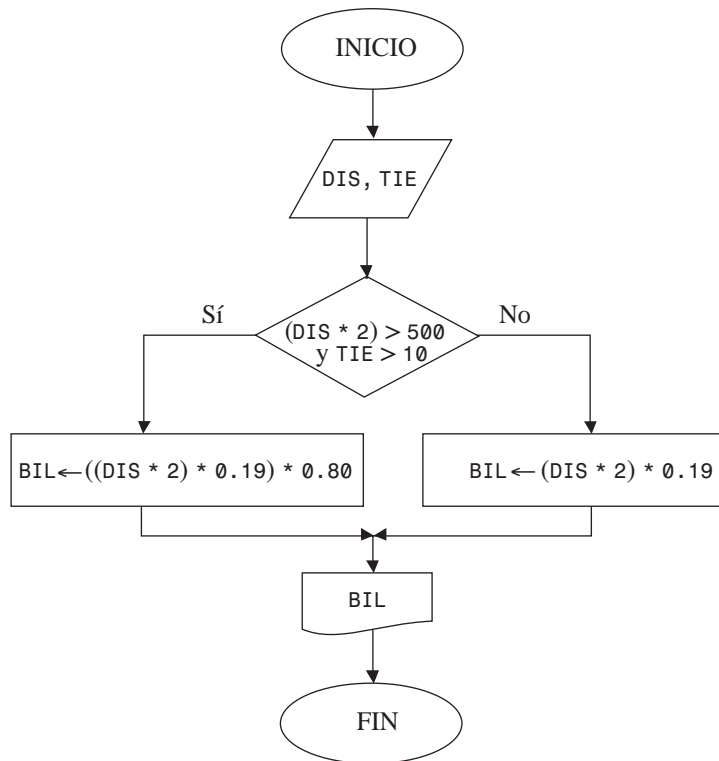 INICIO
DIS, TIE
Sí
No
(DIS * 2) > 500
y TIE > 10
BIL←((DIS * 2) * 0.19) * 0.80
BIL←(DIS * 2) * 0.19
BIL
FIN